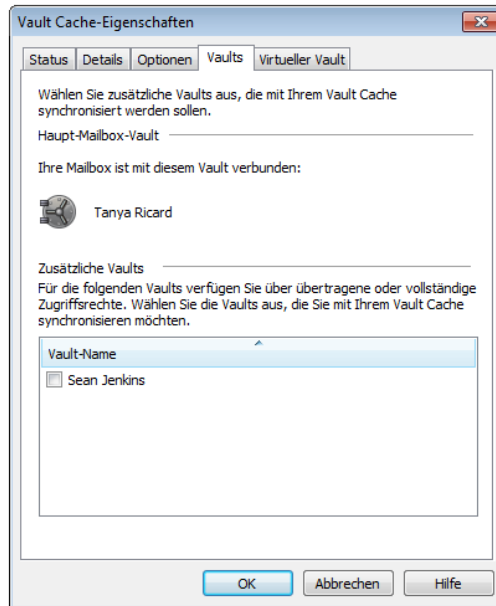 Vault Cache-Eigenschaften
Status Details Optionen Vaults Virtueller Vault
Wählen Sie zusätzliche Vaults aus, die mit Ihrem Vault Cache
synchronisiert werden sollen.
Haupt-Mailbox-Vault
Ihre Mailbox ist mit diesem Vault verbunden:
Tanya Ricard
Zusätzliche Vaults
Für die folgenden Vaults verfügen Sie über übertragene oder vollständige
Zugriffsrechte. Wählen Sie die Vaults aus, die Sie mit Ihrem Vault Cache
synchronisieren möchten.
Vault-Name
Sean Jenkins
OK Abbrechen Hilfe